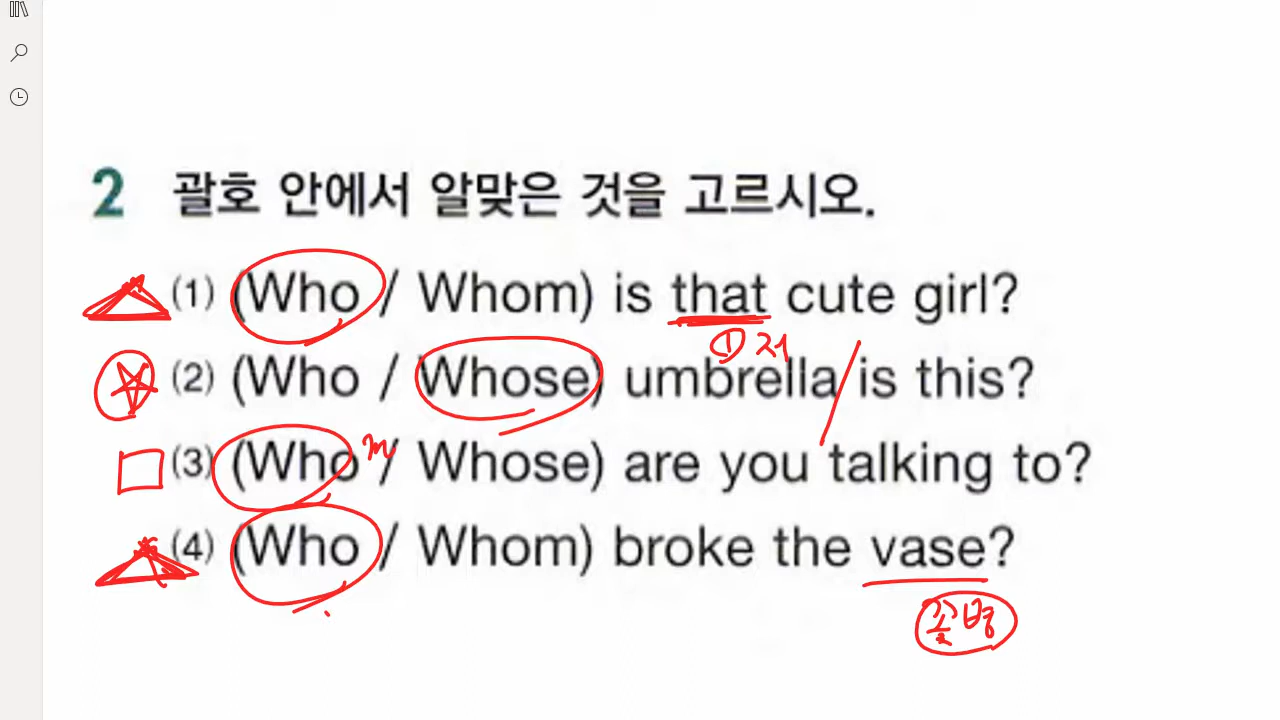 2 괄호 안에서 알맞은 것을 고르시오.
(1) (Who / Whom) is that cute girl?
① 저
(2) (Who / Whose) umbrella is this?
(3) (Who m / Whose) are you talking to?
(4) (Who / Whom) broke the vase?
꽃병